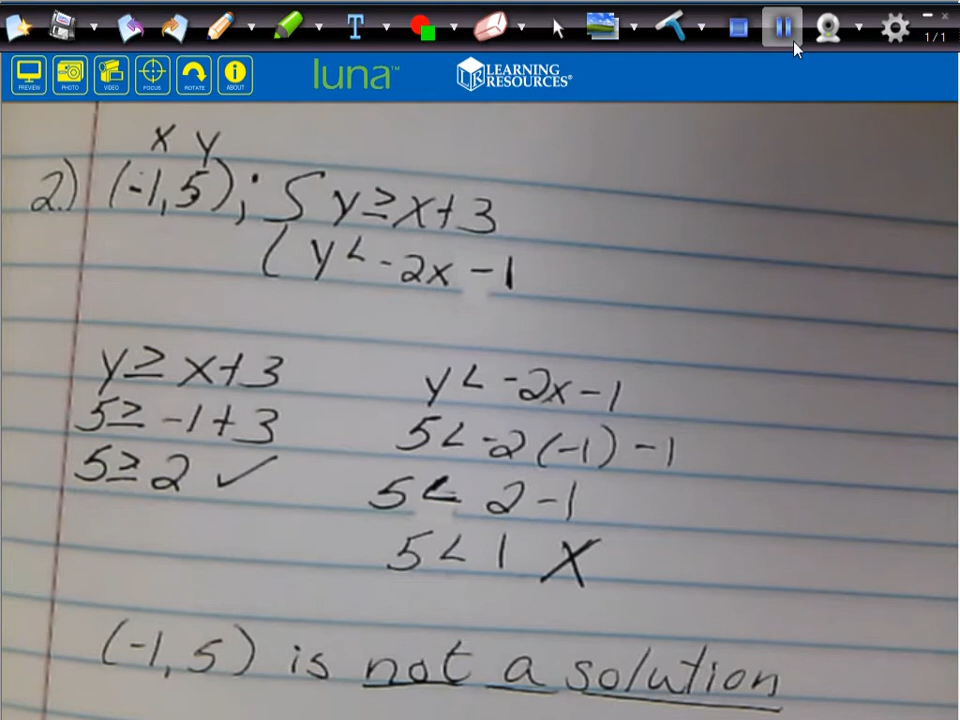 1/1
PREVIEW PHOTO VIDEO FOCUS ROTATE ABOUT luna™ LR LEARNING RESOURCES®
x y
2.) (-1,5); { y ≥ x+3
y < -2x - 1
y ≥ x+3 y < -2x - 1
5 ≥ -1+3 5 < -2(-1) - 1
5 ≥ 2 ✓ 5 < 2 - 1
5 < 1 X
(-1, 5) is not a solution